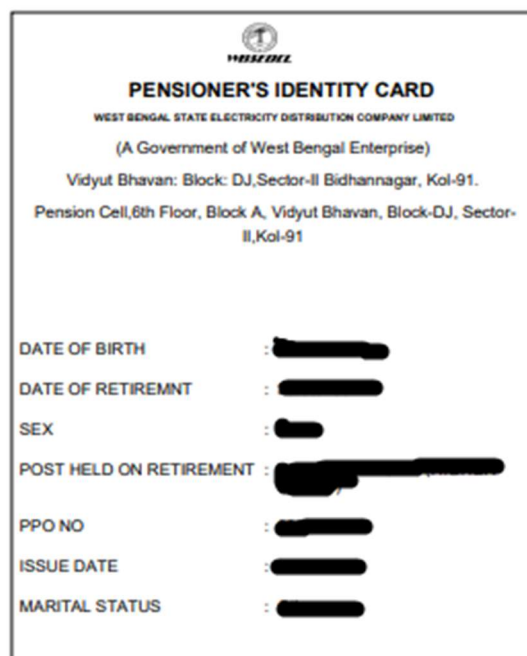 WBSEDCL
PENSIONER'S IDENTITY CARD
WEST BENGAL STATE ELECTRICITY DISTRIBUTION COMPANY LIMITED
(A Government of West Bengal Enterprise)
Vidyut Bhavan: Block: DJ,Sector-II Bidhannagar, Kol-91.
Pension Cell,6th Floor, Block A, Vidyut Bhavan, Block-DJ, Sector-
II,Kol-91
DATE OF BIRTH :
DATE OF RETIREMNT :
SEX :
POST HELD ON RETIREMENT :
PPO NO :
ISSUE DATE :
MARITAL STATUS :